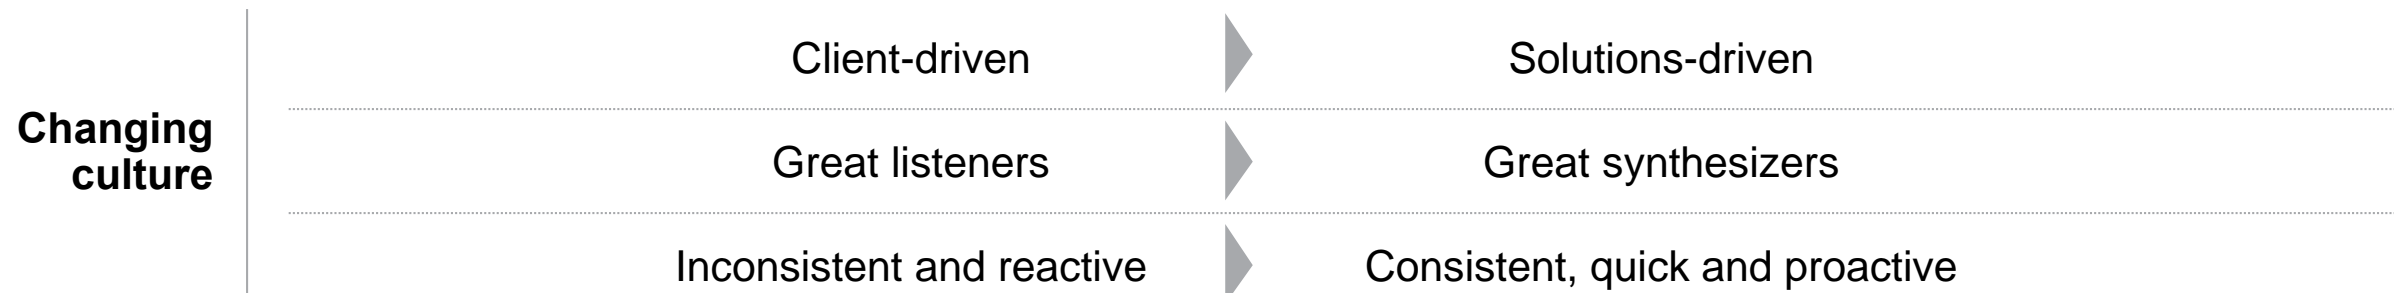 Client-driven Solutions-driven
Changing culture
Great listeners Great synthesizers
Inconsistent and reactive Consistent, quick and proactive